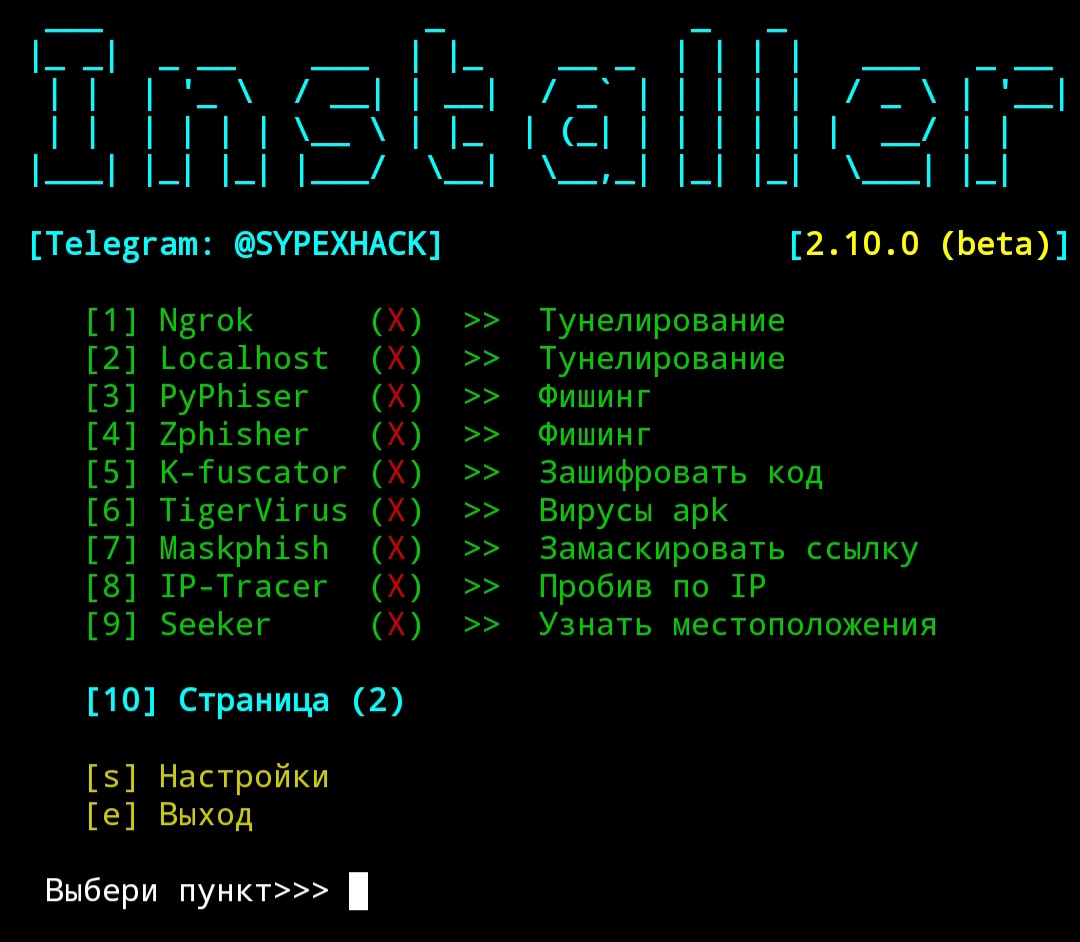 Installer
[Telegram: @SYPEXHACK] [2.10.0 (beta)]
[1] Ngrok (X) >> Тунелирование
[2] Localhost (X) >> Тунелирование
[3] PyPhiser (X) >> Фишинг
[4] Zphisher (X) >> Фишинг
[5] K-fuscator (X) >> Зашифровать код
[6] TigerVirus (X) >> Вирусы apk
[7] Maskphish (X) >> Замаскировать ссылку
[8] IP-Tracer (X) >> Пробив по IP
[9] Seeker (X) >> Узнать местоположения
[10] Страница (2)
[s] Настройки
[e] Выход
Выбери пункт>>>